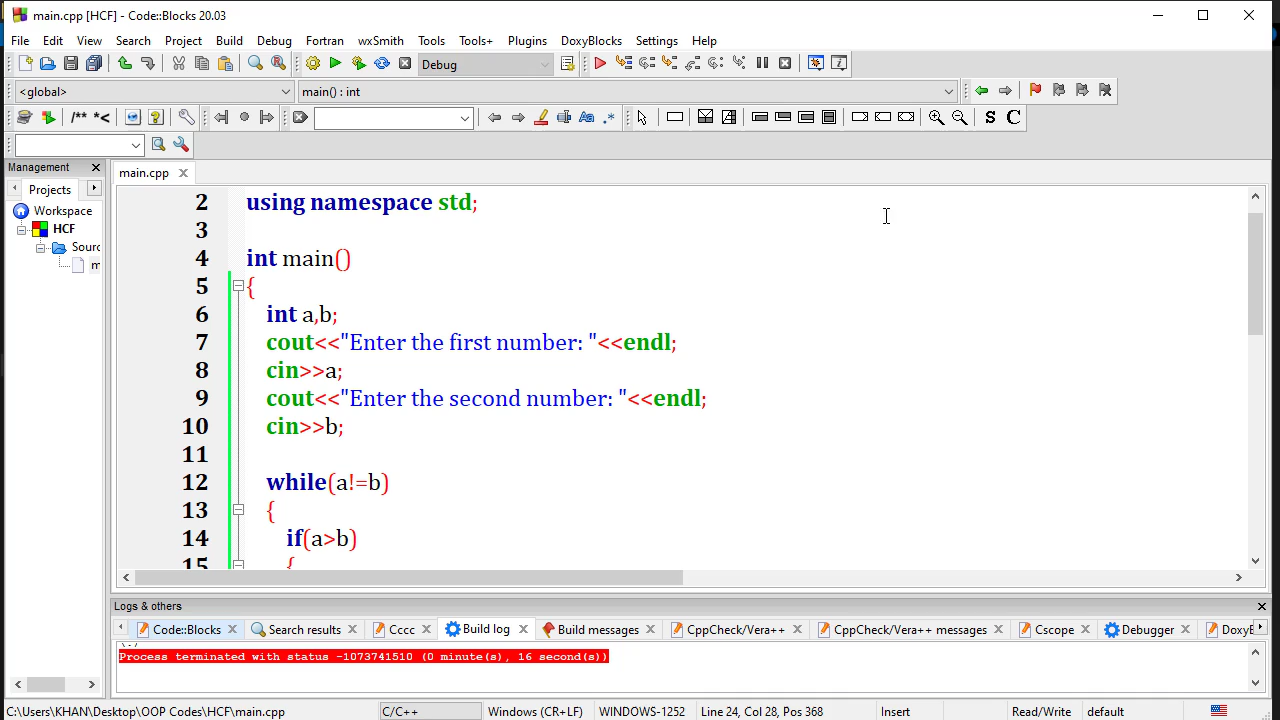 main.cpp [HCF] - Code::Blocks 20.03
File Edit View Search Project Build Debug Fortran wxSmith Tools Tools+ Plugins DoxyBlocks Settings Help
Debug
<global> main() : int
/** *< Aa .* S C
Management
Projects
Workspace
HCF
Sourc
m
main.cpp
2 using namespace std;
3
4 int main()
5 {
6 int a,b;
7 cout<<"Enter the first number: "<<endl;
8 cin>>a;
9 cout<<"Enter the second number: "<<endl;
10 cin>>b;
11
12 while(a!=b)
13 {
14 if(a>b)
15 {
Logs & others
Code::Blocks Search results Cccc Build log Build messages CppCheck/Vera++ CppCheck/Vera++ messages Cscope Debugger DoxyB
Process terminated with status -1073741510 (0 minute(s), 16 second(s))
C:\Users\KHAN\Desktop\OOP Codes\HCF\main.cpp C/C++ Windows (CR+LF) WINDOWS-1252 Line 24, Col 28, Pos 368 Insert Read/Write default